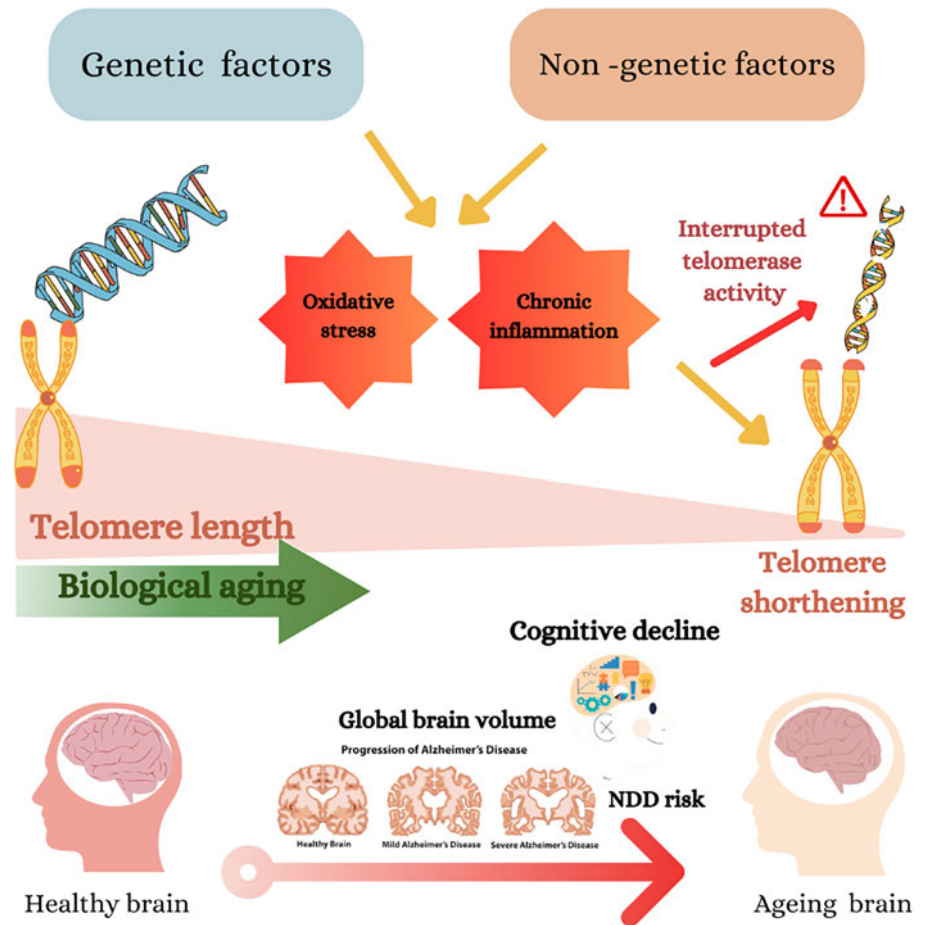 Genetic factors
Non -genetic factors
Oxidative
stress
Chronic
inflammation
Interrupted
telomerase
activity
Telomere length
Biological aging
Telomere
shorthening
Cognitive decline
Global brain volume
Progression of Alzheimer's Disease
Healthy Brain
Mild Alzheimer's Disease
Severe Alzheimer's Disease
NDD risk
Healthy brain
Ageing brain